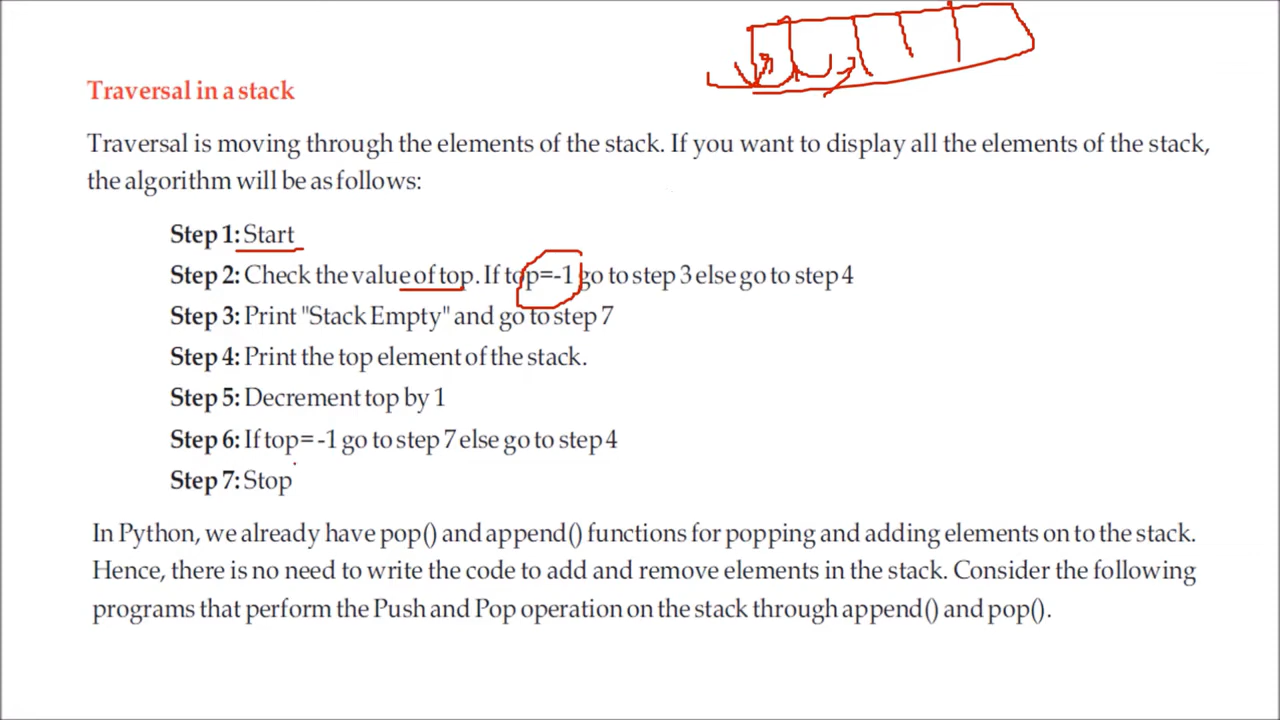 Traversal in a stack
Traversal is moving through the elements of the stack. If you want to display all the elements of the stack,
the algorithm will be as follows:
Step 1: Start
Step 2: Check the value of top. If top=-1 go to step 3 else go to step 4
Step 3: Print "Stack Empty" and go to step 7
Step 4: Print the top element of the stack.
Step 5: Decrement top by 1
Step 6: If top= -1 go to step 7 else go to step 4
Step 7: Stop
In Python, we already have pop() and append() functions for popping and adding elements on to the stack.
Hence, there is no need to write the code to add and remove elements in the stack. Consider the following
programs that perform the Push and Pop operation on the stack through append() and pop().